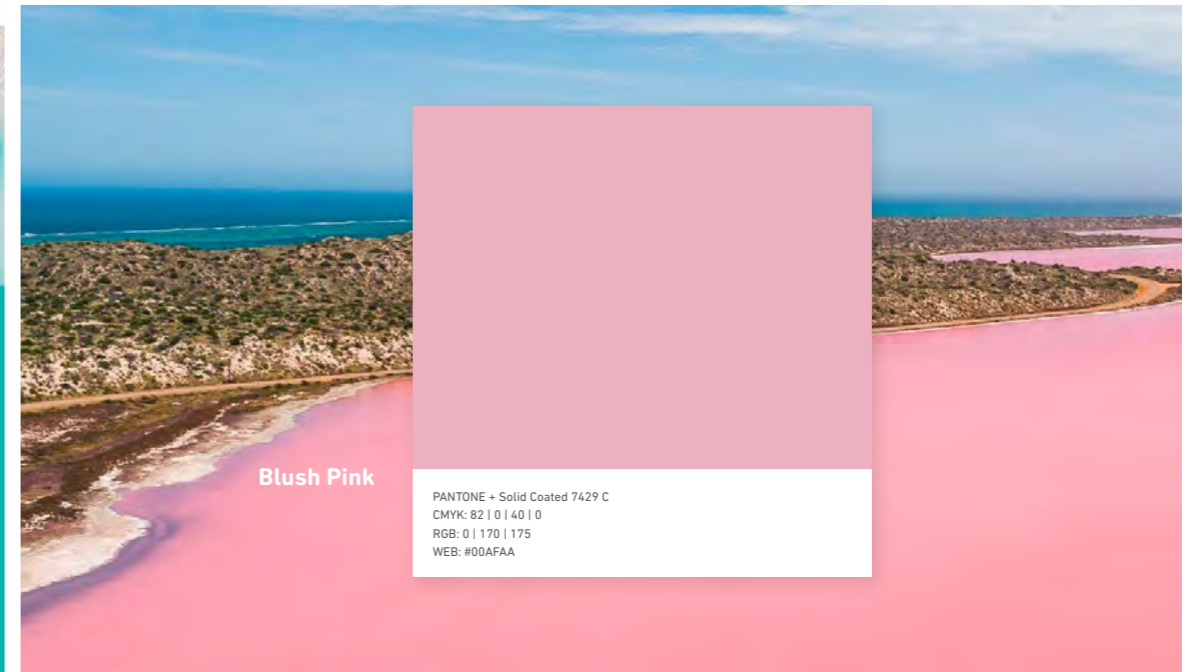 Blush Pink
PANTONE + Solid Coated 7429 C
CMYK: 82 | 0 | 40 | 0
RGB: 0 | 170 | 175
WEB: #00AFAA